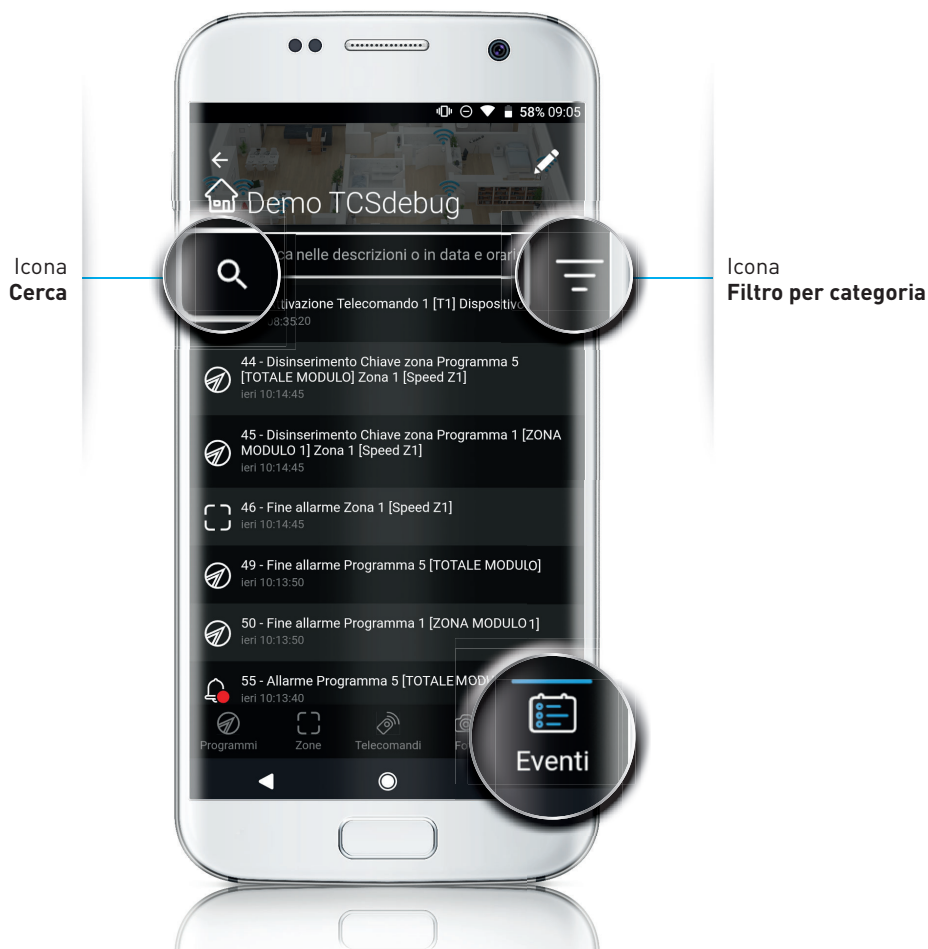 58% 09:05
Demo TCSdebug
nelle descrizioni o in data e
Icona
Cerca
Icona
Filtro per categoria
Telecomando 1 [T1]
08:35:20
44 - Disinserimento Chiave zona Programma 5
[TOTALE MODULO] Zona 1 [Speed Z1]
ieri 10:14:45
45 - Disinserimento Chiave zona Programma 1 [ZONA
MODULO 1] Zona 1 [Speed Z1]
ieri 10:14:45
46 - Fine allarme Zona 1 [Speed Z1]
ieri 10:14:45
49 - Fine allarme Programma 5 [TOTALE MODULO]
ieri 10:13:50
50 - Fine allarme Programma 1 [ZONA MODULO 1]
ieri 10:13:50
55 - Allarme Programma 5 [TOTALE
ieri 10:13:40
Programmi
Zone
Telecomandi
Eventi